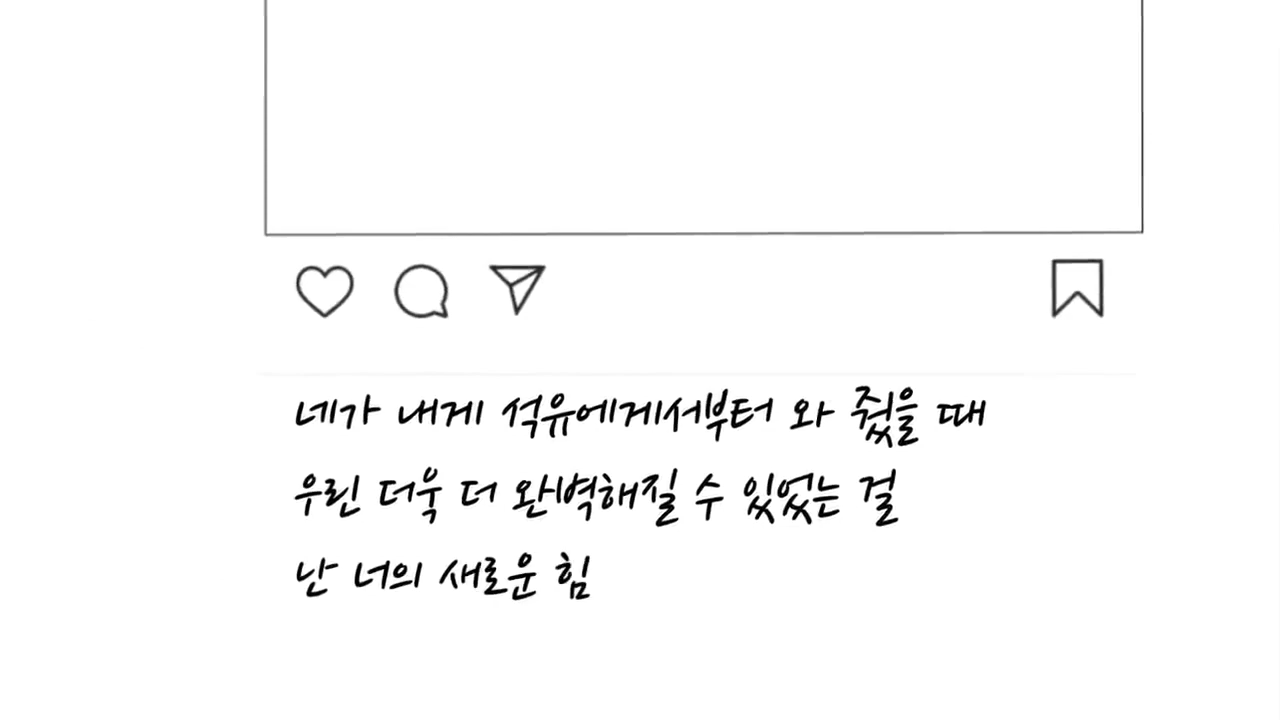 네가 내게 석유에게서부터 와 줬을 때
우린 더욱 더 완벽해질 수 있었는 걸
난 너의 새로운 힘